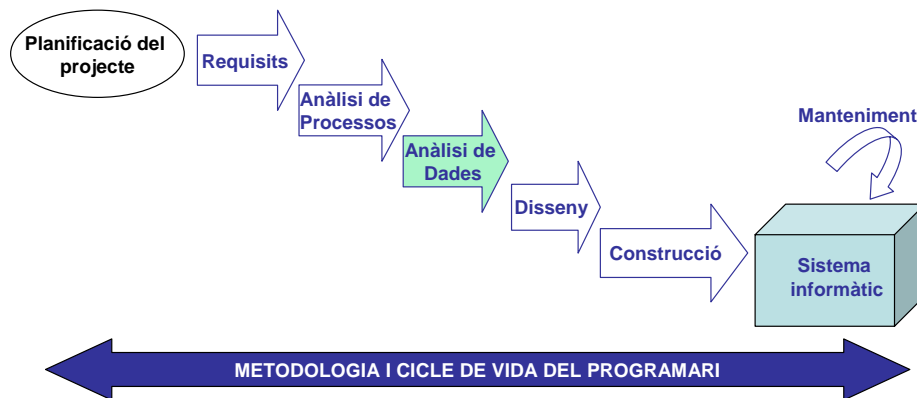 Planificació del
projecte
Requisits
Anàlisi de
Processos
Anàlisi de
Dades
Disseny
Construcció
Manteniment
Sistema
informàtic
METODOLOGIA I CICLE DE VIDA DEL PROGRAMARI